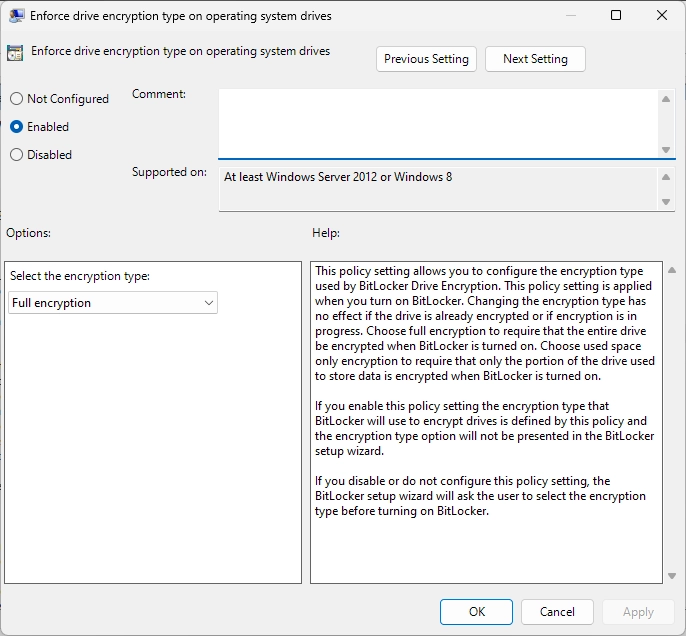 Enforce drive encryption type on operating system drives
Enforce drive encryption type on operating system drives
Previous Setting
Next Setting
Not Configured
Enabled
Disabled
Comment:
Supported on:
At least Windows Server 2012 or Windows 8
Options:
Help:
Select the encryption type:
Full encryption
This policy setting allows you to configure the encryption type
used by BitLocker Drive Encryption. This policy setting is applied
when you turn on BitLocker. Changing the encryption type has
no effect if the drive is already encrypted or if encryption is in
progress. Choose full encryption to require that the entire drive
be encrypted when BitLocker is turned on. Choose used space
only encryption to require that only the portion of the drive used
to store data is encrypted when BitLocker is turned on.
If you enable this policy setting the encryption type that
BitLocker will use to encrypt drives is defined by this policy and
the encryption type option will not be presented in the BitLocker
setup wizard.
If you disable or do not configure this policy setting, the
BitLocker setup wizard will ask the user to select the encryption
type before turning on BitLocker.
OK
Cancel
Apply